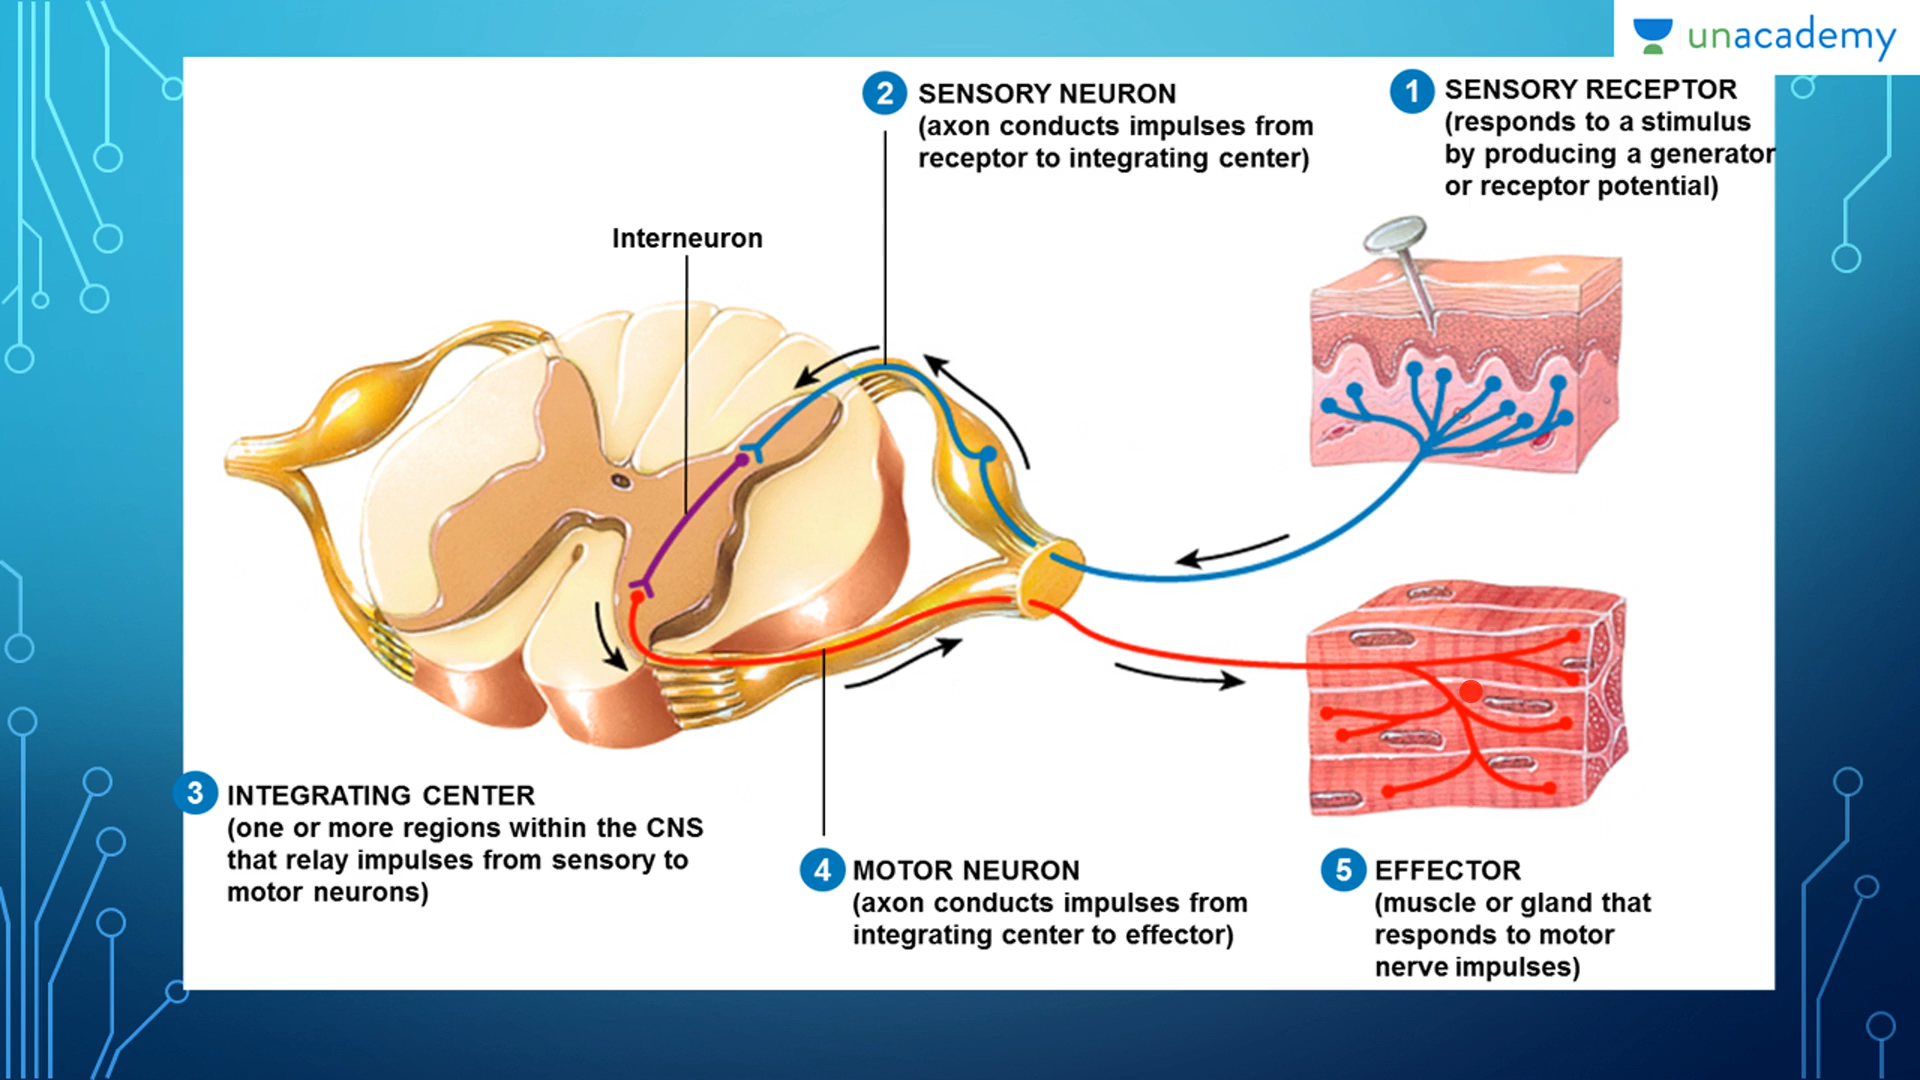 unacademy
2 SENSORY NEURON
(axon conducts impulses from
receptor to integrating center)
1 SENSORY RECEPTOR
(responds to a stimulus
by producing a generator
or receptor potential)
Interneuron
3 INTEGRATING CENTER
(one or more regions within the CNS
that relay impulses from sensory to
motor neurons)
4 MOTOR NEURON
(axon conducts impulses from
integrating center to effector)
5 EFFECTOR
(muscle or gland that
responds to motor
nerve impulses)